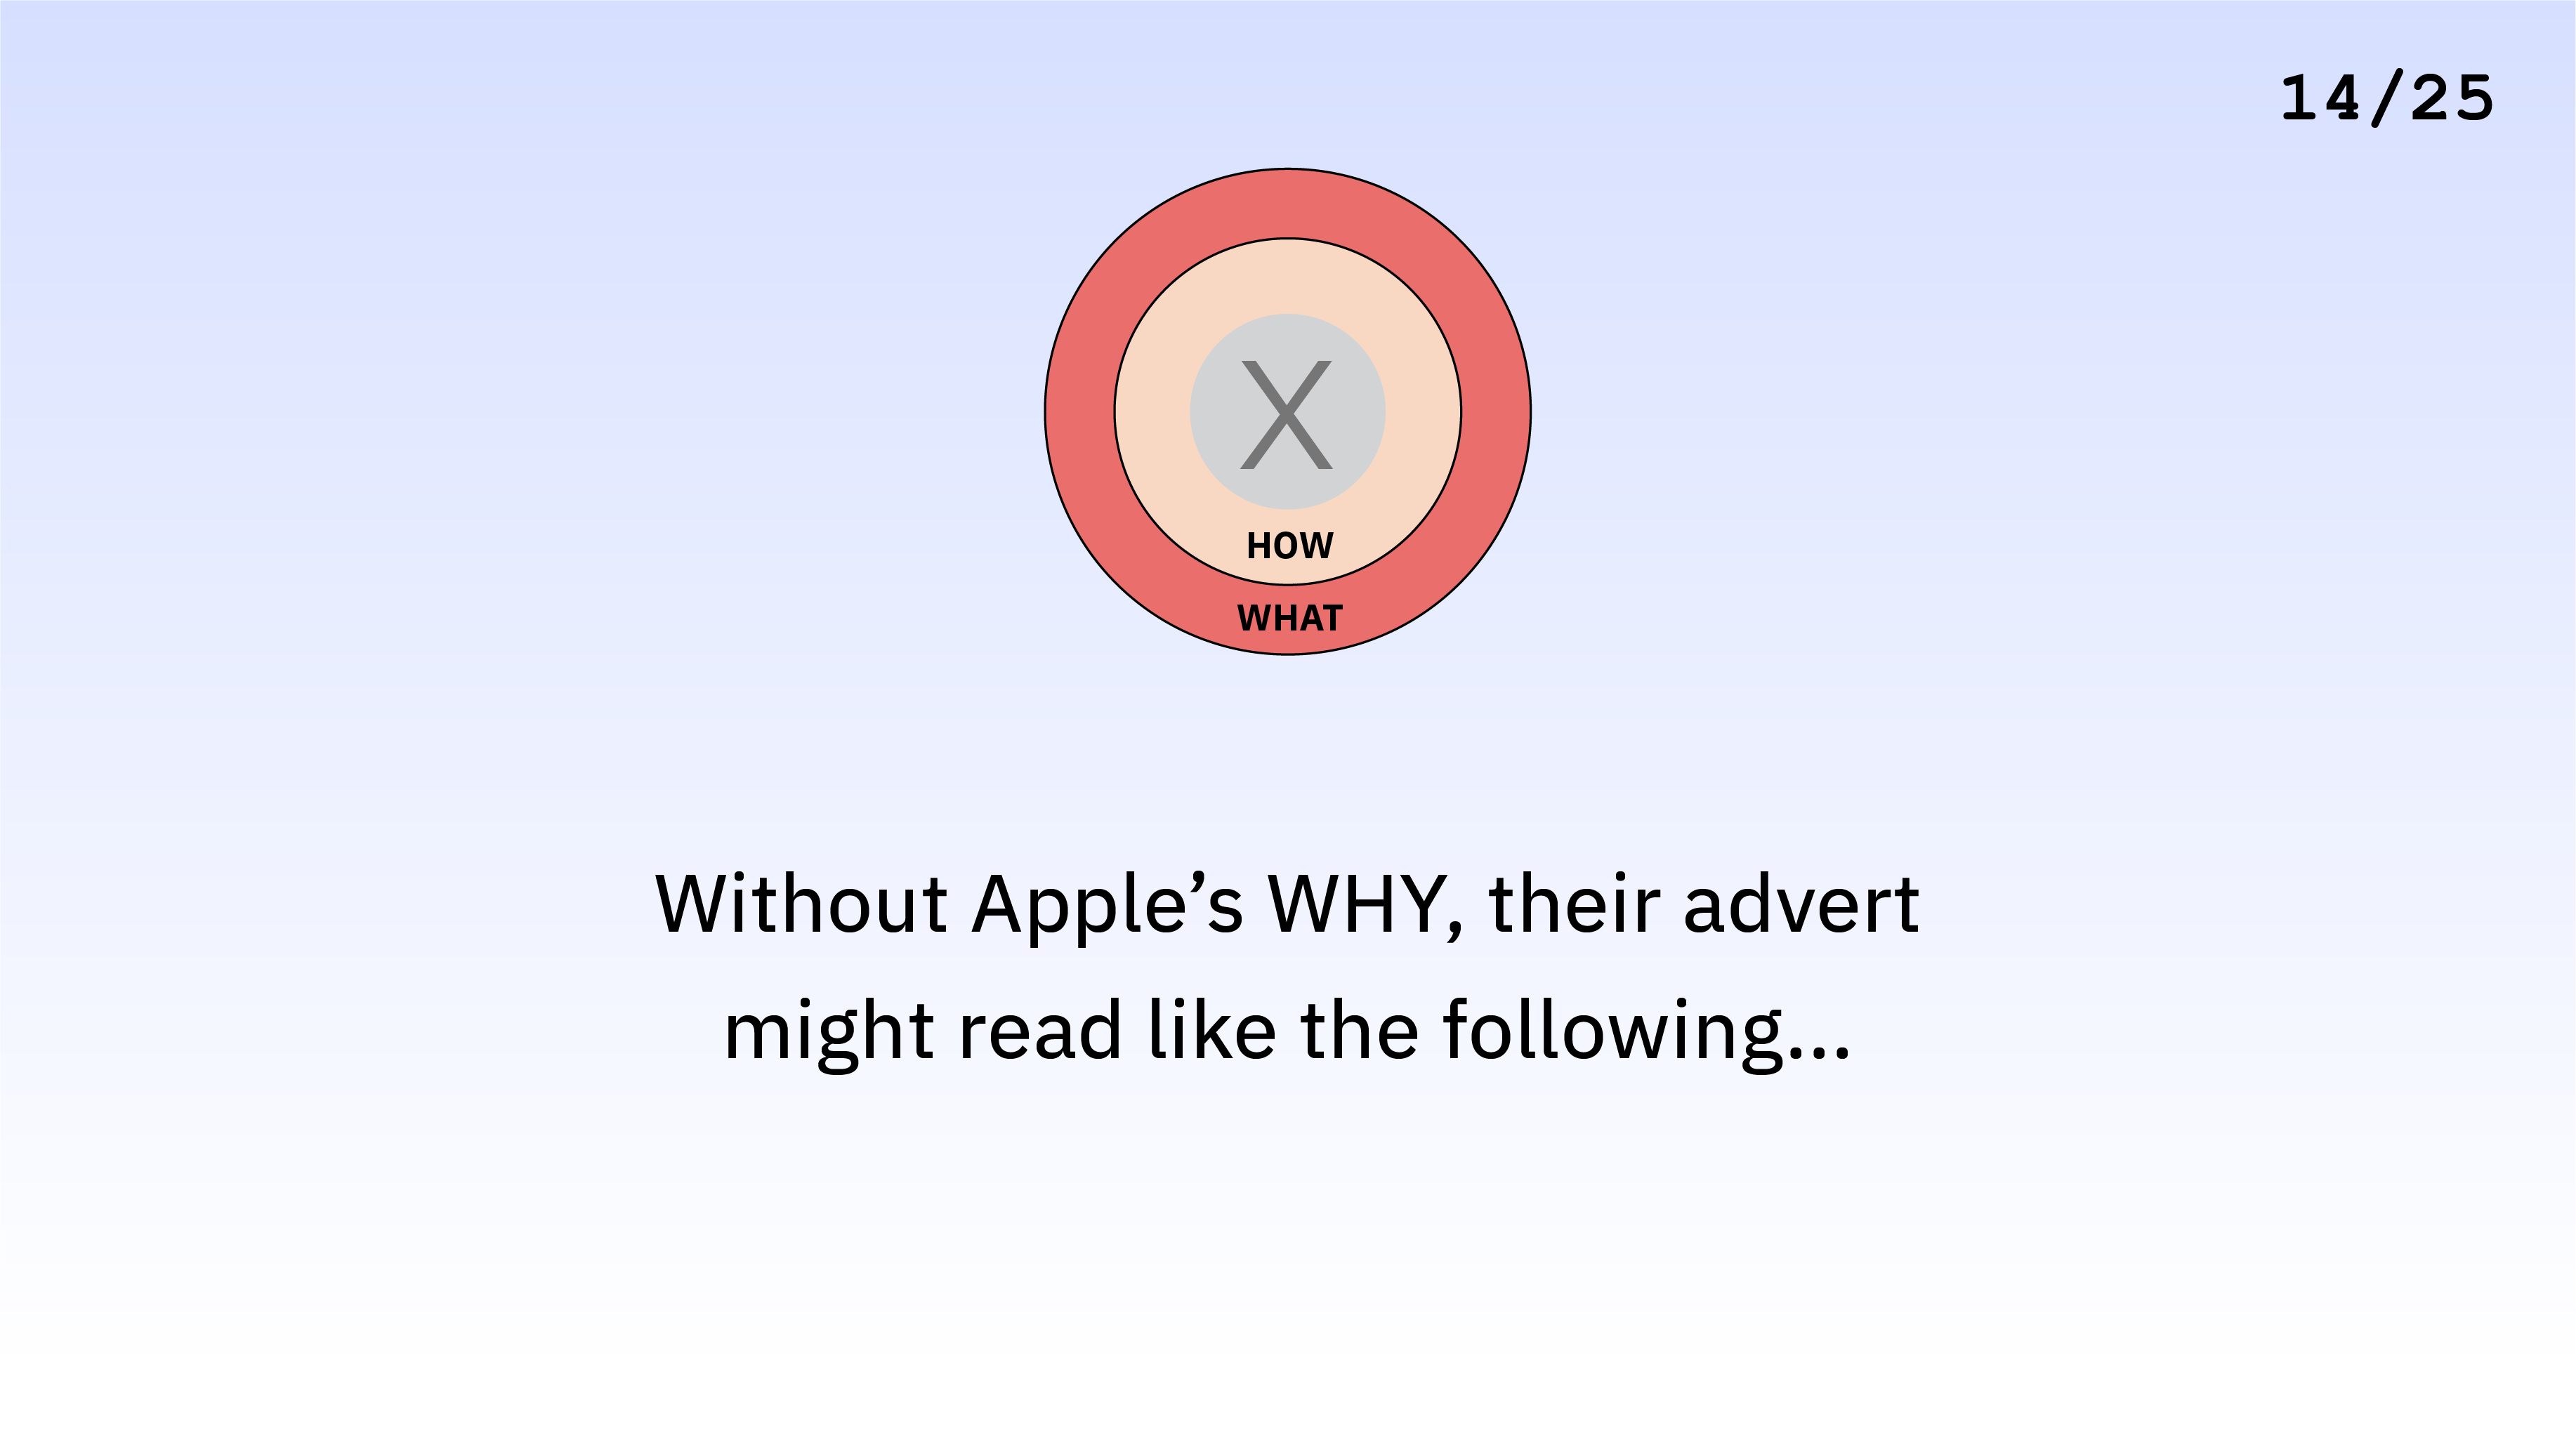 14/25
X
HOW
WHAT
Without Apple’s WHY, their advert
might read like the following...